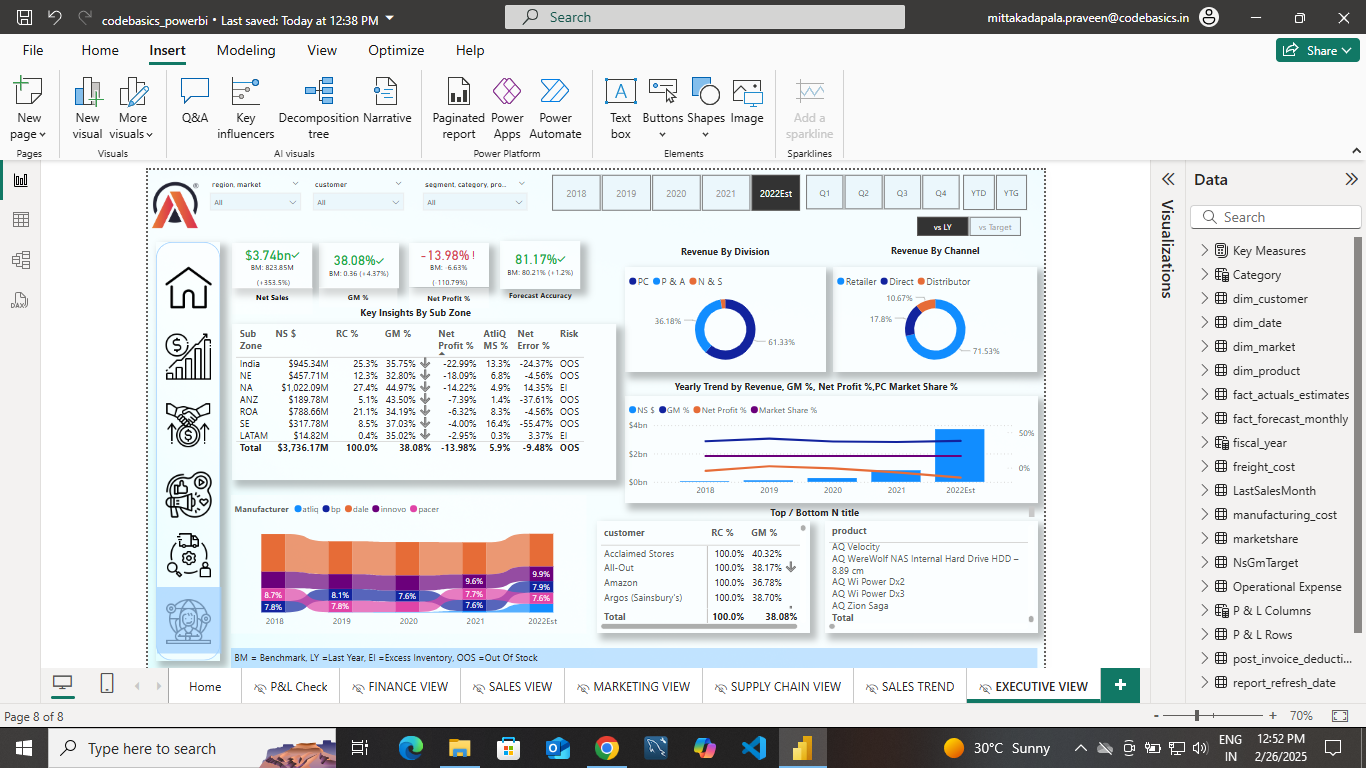 codebasics_powerbi • Last saved: Today at 12:38 PM
Search
mittakadapala.praveen@codebasics.in
File Home Insert Modeling View Optimize Help
Share
New page
New visual
More visuals
Q&A
Key influencers
Decomposition tree
Narrative
Paginated report
Power Apps
Power Automate
Text box
Buttons
Shapes
Image
Add a sparkline
Pages Visuals AI visuals Power Platform Elements Sparklines
region, market customer segment, category, pro...
All All All
2018 2019 2020 2021 2022Est Q1 Q2 Q3 Q4 YTD YTG
vs LY vs Target
$3.74bn
BM: 823.85M
(+353.5%)
Net Sales
38.08%
BM: 0.36 (+4.37%)
GM %
-13.98% !
BM: 6.63%
(-110.79%)
Net Profit %
81.17%
BM: 80.21% (+1.2%)
Forecast Accuracy
Key Insights By Sub Zone
Sub Zone NS $ RC % GM % Net Profit % AtliQ MS % Net Error % Risk
India $945.34M 25.3% 35.75% -22.99% 13.3% -24.37% OOS
NE $457.71M 12.3% 32.80% -18.09% 6.8% -4.56% OOS
NA $1,022.09M 27.4% 44.97% -14.22% 4.9% 14.35% EI
ANZ $189.78M 5.1% 43.50% -7.39% 1.4% -37.61% OOS
ROA $788.66M 21.1% 34.19% -6.32% 8.3% -4.56% OOS
SE $317.78M 8.5% 37.03% -4.00% 16.4% -55.47% OOS
LATAM $14.82M 0.4% 35.02% -2.95% 0.3% 3.37% EI
Total $3,736.17M 100.0% 38.08% -13.98% 5.9% -9.48% OOS
Revenue By Division
PC P & A N & S
36.18%
61.33%
Revenue By Channel
Retailer Direct Distributor
10.67%
17.8%
71.53%
Yearly Trend by Revenue, GM %, Net Profit %,PC Market Share %
NS $ GM % Net Profit % Market Share %
$4bn
$2bn
$0bn
50%
0%
2018 2019 2020 2021 2022Est
Manufacturer atliq bp dale innovo pacer
8.7%
7.8%
8.1%
7.8%
7.6%
9.6%
7.7%
7.6%
9.9%
7.9%
7.6%
2018 2019 2020 2021 2022Est
Top / Bottom N title
customer RC % GM %
Acclaimed Stores 100.0% 40.32%
All-Out 100.0% 38.17%
Amazon 100.0% 36.78%
Argos (Sainsbury's) 100.0% 38.70%
Total 100.0% 38.08%
product
AQ Velocity
AQ WereWolf NAS Internal Hard Drive HDD –
8.89 cm
AQ Wi Power Dx2
AQ Wi Power Dx3
AQ Zion Saga
Total
BM = Benchmark, LY =Last Year, EI =Excess Inventory, OOS =Out Of Stock
Visualizations
Data
Search
Key Measures
Category
dim_customer
dim_date
dim_market
dim_product
fact_actuals_estimates
fact_forecast_monthly
fiscal_year
freight_cost
LastSalesMonth
manufacturing_cost
marketshare
NsGmTarget
Operational Expense
P & L Columns
P & L Rows
post_invoice_deducti...
report_refresh_date
Home P&L Check FINANCE VIEW SALES VIEW MARKETING VIEW SUPPLY CHAIN VIEW SALES TREND EXECUTIVE VIEW +
Page 8 of 8
- + 70%
Type here to search
30°C Sunny
ENG
IN
12:52 PM
2/26/2025